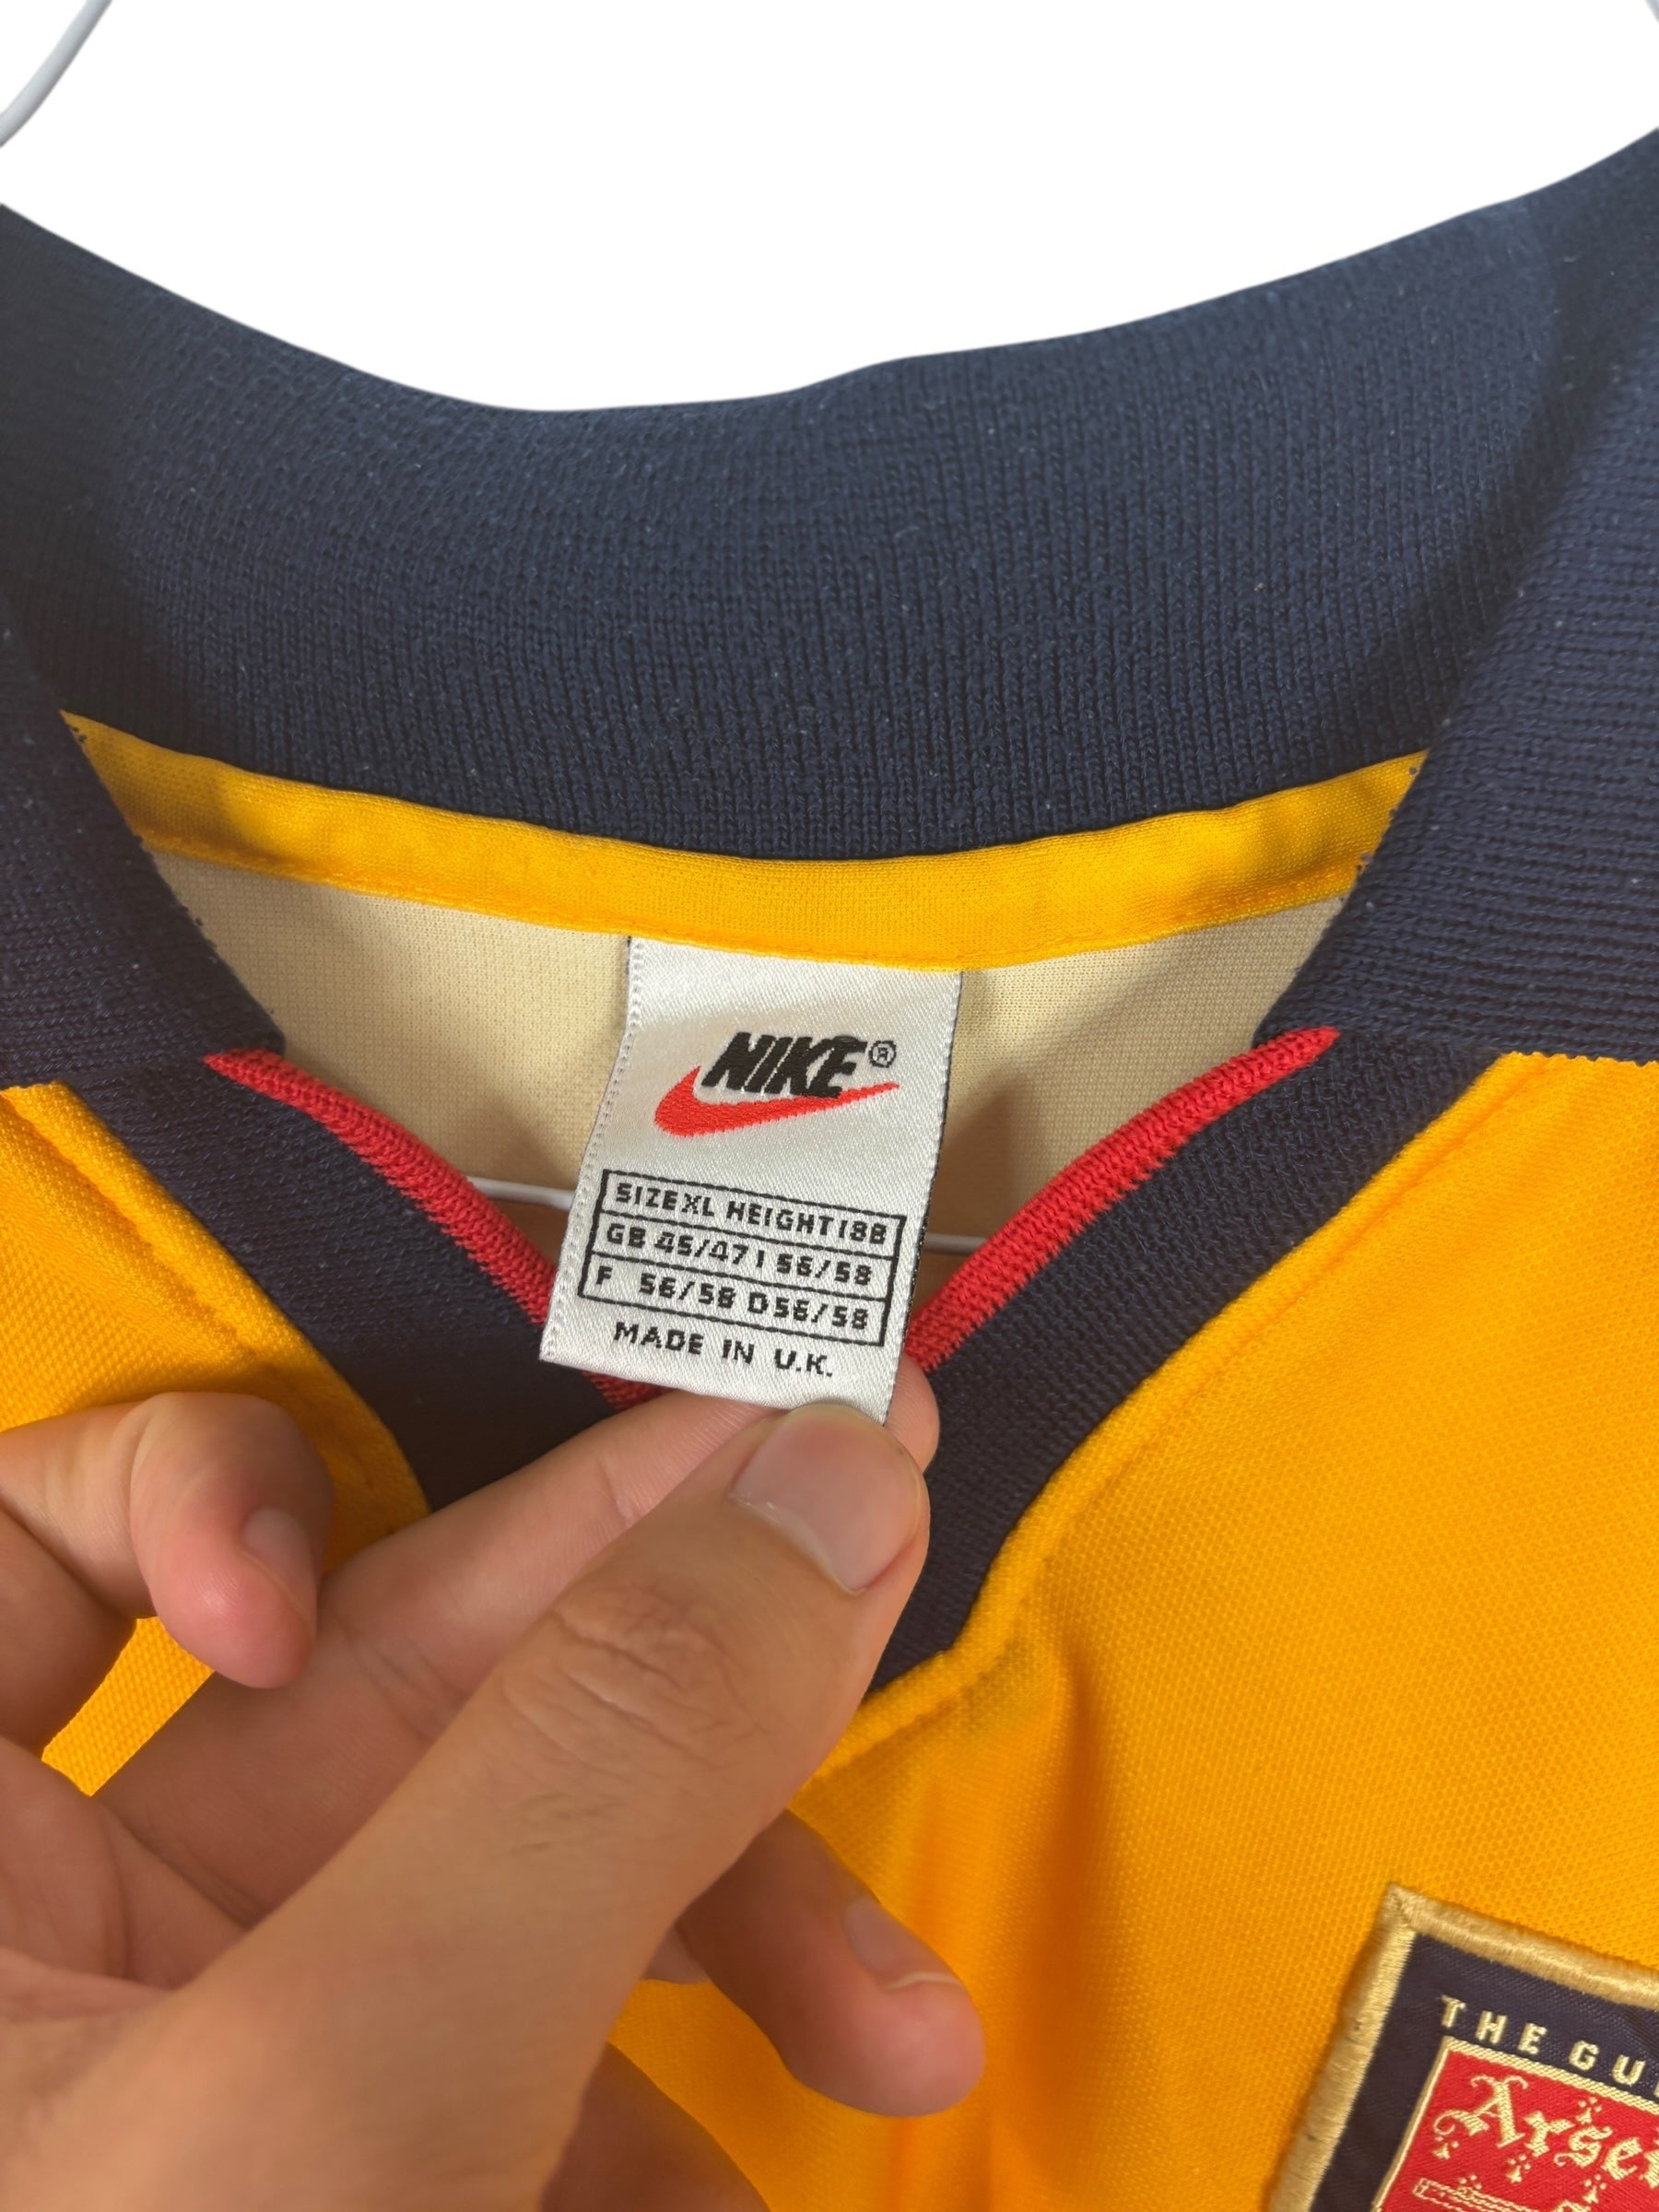 NIKE®
SIZE XL HEIGHT 188
GB 45/47 I 56/58
F 56/58 D 56/58
MADE IN U.K.
THE GU
Arse